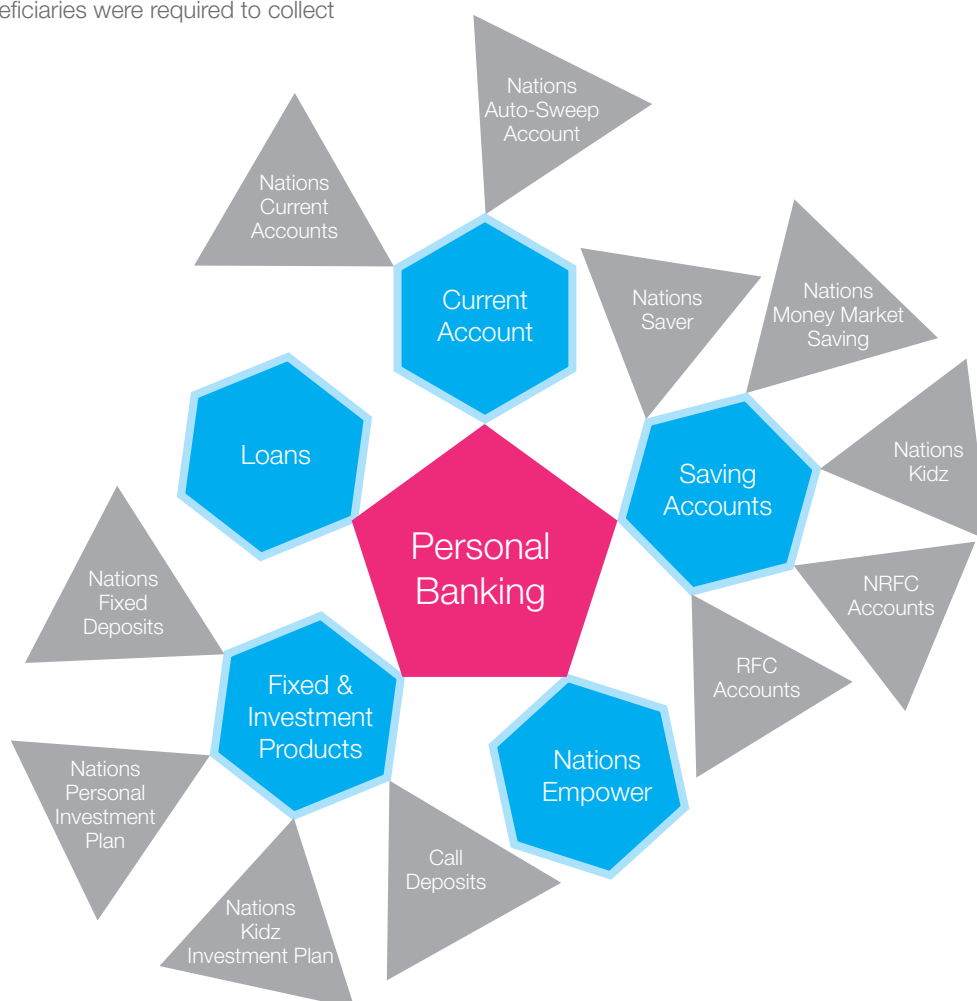 eficiaries were required to collect
Nations
Auto-Sweep
Account
Nations
Current
Accounts
Current
Account
Nations
Saver
Nations
Money Market
Saving
Loans
Saving
Accounts
Nations
Kidz
Personal
Banking
NRFC
Accounts
RFC
Accounts
Nations
Fixed
Deposits
Fixed &
Investment
Products
Nations
Empower
Nations
Personal
Investment
Plan
Call
Deposits
Nations
Kidz
Investment Plan